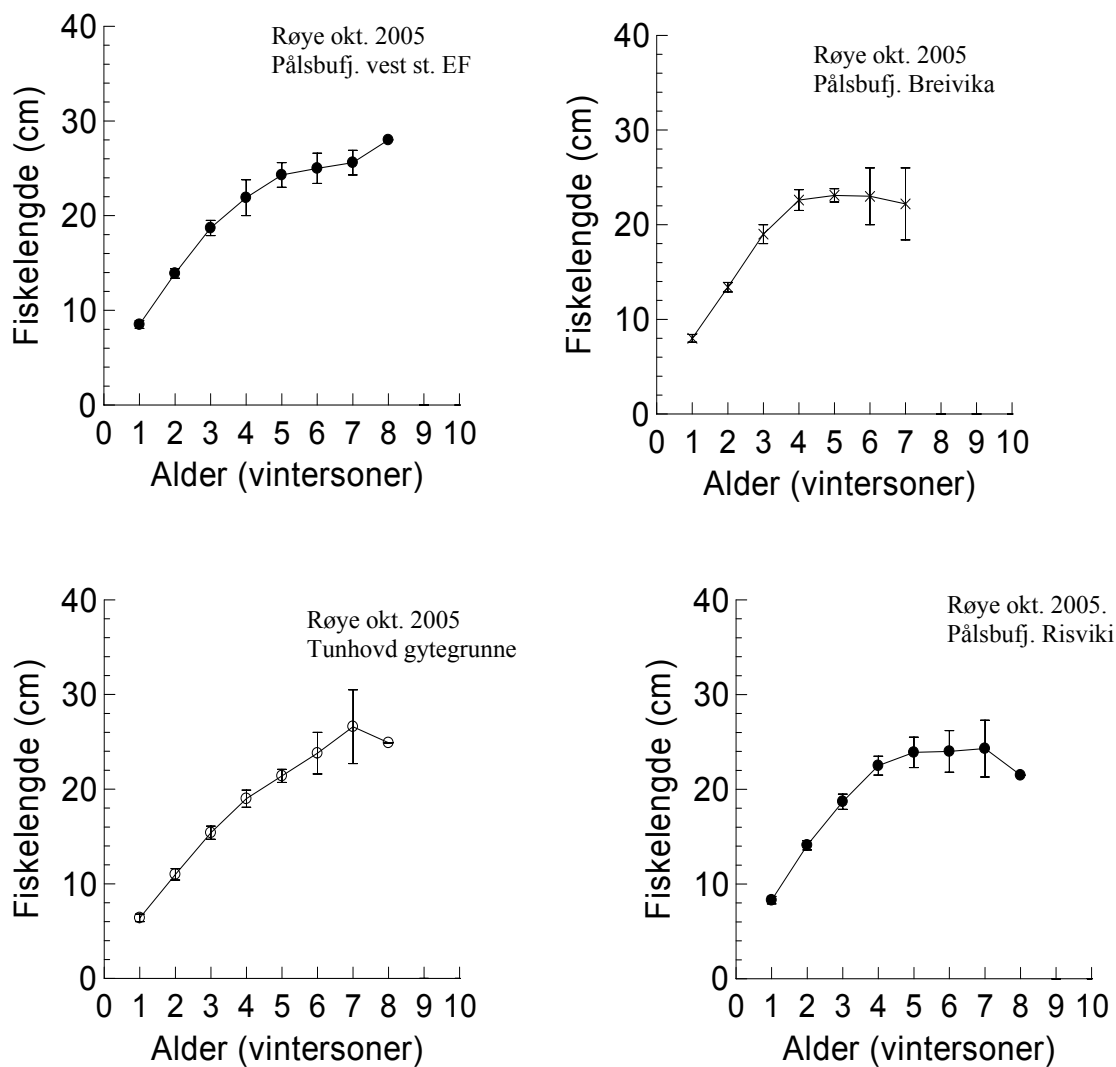 Røye okt. 2005
Pålsbufj. vest st. EF
Fiskelengde (cm)
40
30
20
10
0
0 1 2 3 4 5 6 7 8 9 10
Alder (vintersoner)
Røye okt. 2005
Pålsbufj. Breivika
Fiskelengde (cm)
40
30
20
10
0
0 1 2 3 4 5 6 7 8 9 10
Alder (vintersoner)
Røye okt. 2005
Tunhovd gytegrunne
Fiskelengde (cm)
40
30
20
10
0
0 1 2 3 4 5 6 7 8 9 10
Alder (vintersoner)
Røye okt. 2005.
Pålsbufj. Risviki
Fiskelengde (cm)
40
30
20
10
0
0 1 2 3 4 5 6 7 8 9 10
Alder (vintersoner)